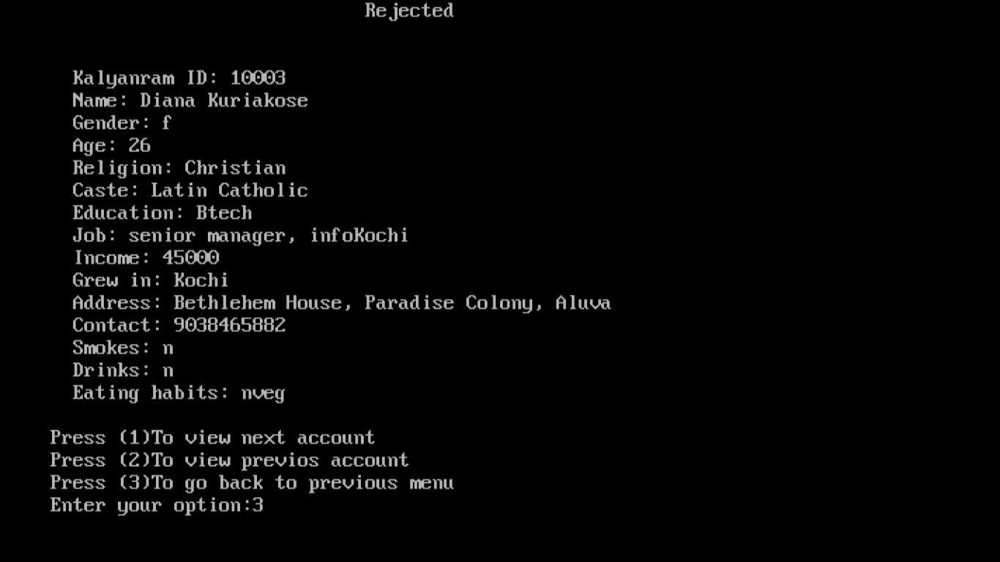 Rejected
Kalyanram ID: 10003
Name: Diana Kuriakose
Gender: f
Age: 26
Religion: Christian
Caste: Latin Catholic
Education: Btech
Job: senior manager, infoKochi
Income: 45000
Grew in: Kochi
Address: Bethlehem House, Paradise Colony, Aluva
Contact: 9038465882
Smokes: n
Drinks: n
Eating habits: nveg
Press (1)To view next account
Press (2)To view previos account
Press (3)To go back to previous menu
Enter your option:3